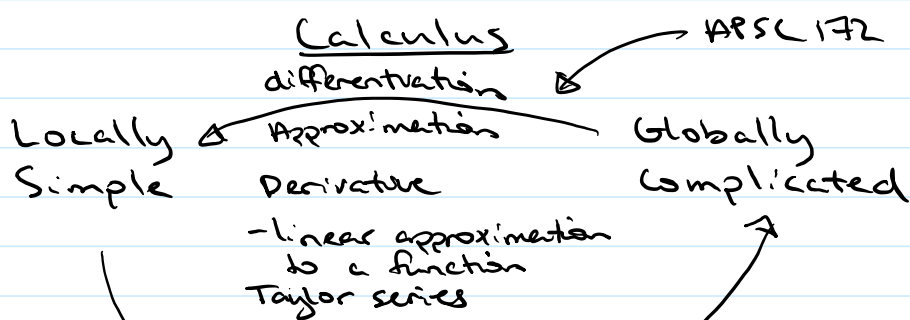 Calculus
APSC 172
differentiation
Locally
Approximation
Globally
Simple
Derivative
Complicated
-linear approximation
to a function
Taylor series